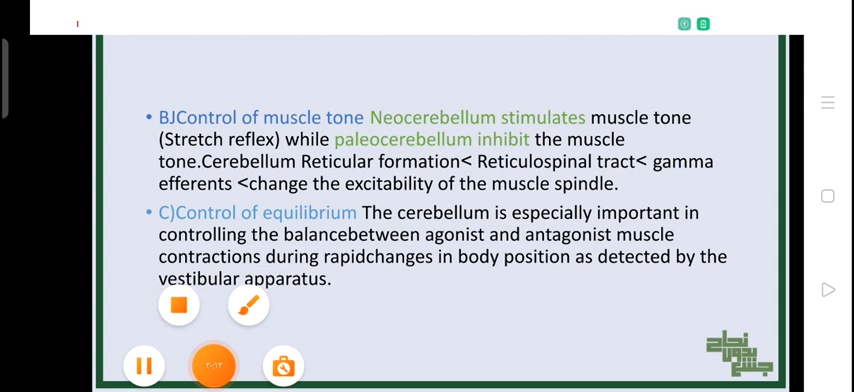 • BJControl of muscle tone Neocerebellum stimulates muscle tone
(Stretch reflex) while paleocerebellum inhibit the muscle
tone.Cerebellum Reticular formation< Reticulospinal tract< gamma
efferents <change the excitability of the muscle spindle.
• C)Control of equilibrium The cerebellum is especially important in
controlling the balancebetween agonist and antagonist muscle
contractions during rapidchanges in body position as detected by the
vestibular apparatus.
٢٠:١٣